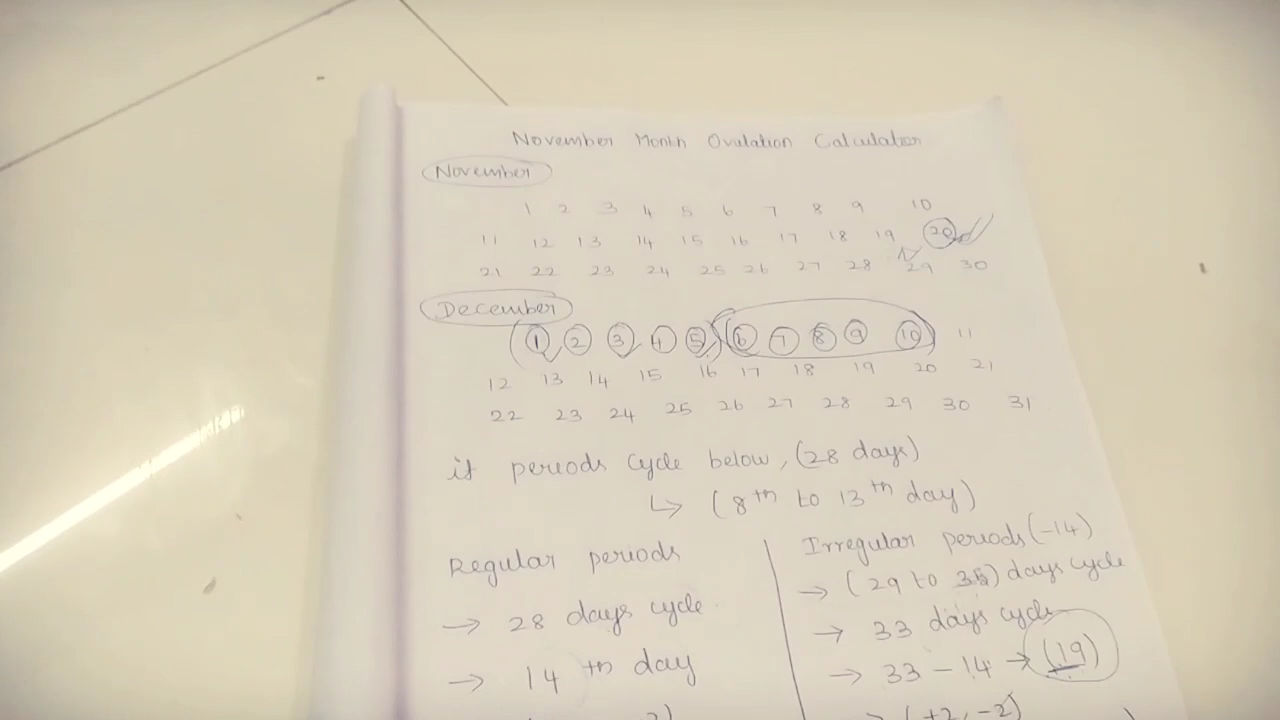 November Month Ovulation Calculator
November
1 2 3 4 5 6 7 8 9 10
11 12 13 14 15 16 17 18 19 20
21 22 23 24 25 26 27 28 29 30
December
1 2 3 4 5 6 7 8 9 10 11
12 13 14 15 16 17 18 19 20 21
22 23 24 25 26 27 28 29 30 31
if periods cycle below, (28 days)
↳ (8th to 13th day)
Regular periods
→ 28 days cycle
→ 14th day
Irregular periods (-14)
→ (29 to 35) days cycle
→ 33 days cycle
→ 33 - 14 → (19)
→ (+2, -2)